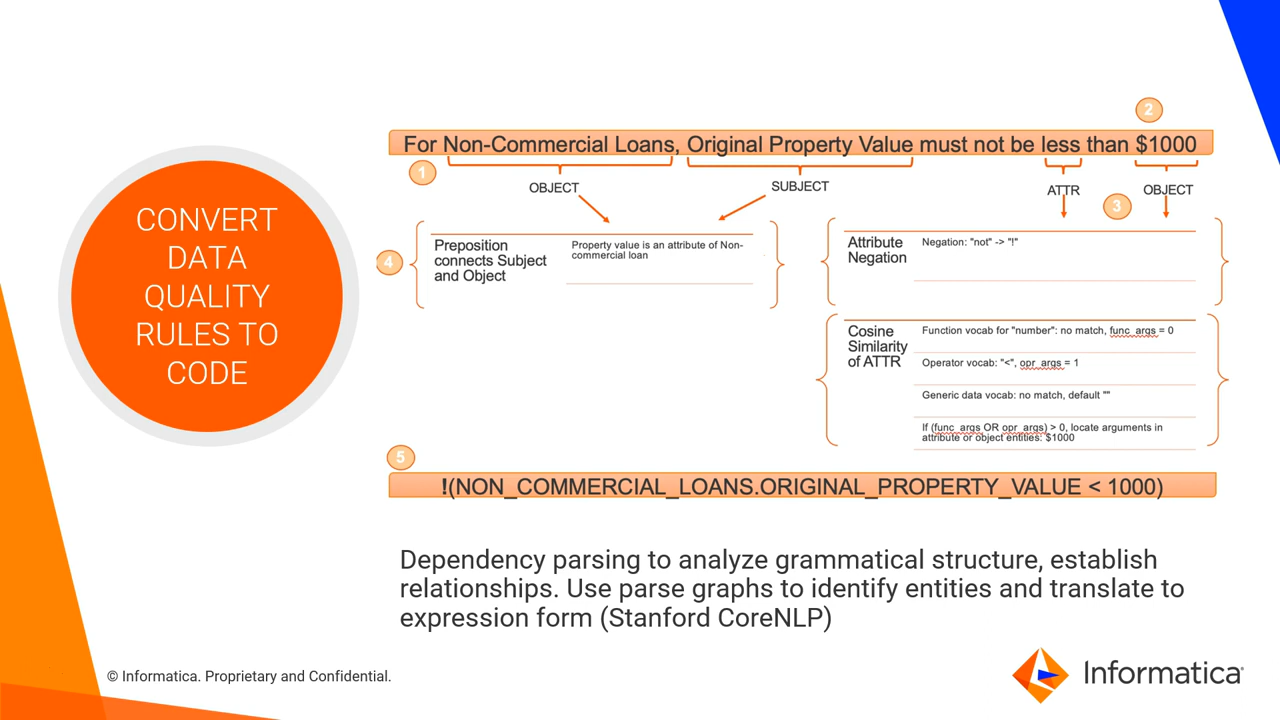 CONVERT
DATA
QUALITY
RULES TO
CODE
2
For Non-Commercial Loans, Original Property Value must not be less than $1000
1
OBJECT
SUBJECT
ATTR
OBJECT
3
4
Preposition
connects Subject
and Object
Property value is an attribute of Non-
commercial loan
Attribute
Negation
Negation: "not" -> "!"
Cosine
Similarity
of ATTR
Function vocab for "number": no match, func_args = 0
Operator vocab: "<", opr_args = 1
Generic data vocab: no match, default ""
If (func_args OR opr_args) > 0, locate arguments in
attribute or object entities: $1000
5
!(NON_COMMERCIAL_LOANS.ORIGINAL_PROPERTY_VALUE < 1000)
Dependency parsing to analyze grammatical structure, establish
relationships. Use parse graphs to identify entities and translate to
expression form (Stanford CoreNLP)
© Informatica. Proprietary and Confidential.
Informatica